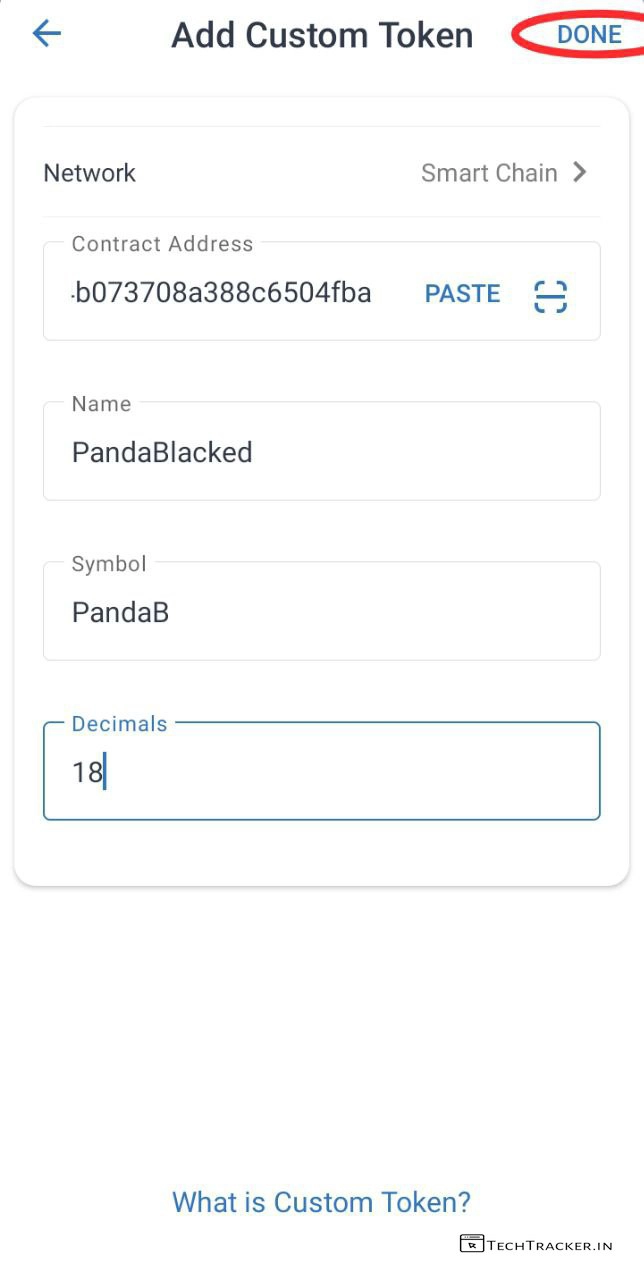 Add Custom Token DONE
Network Smart Chain
Contract Address
b073708a388c6504fba PASTE
Name
PandaBlacked
Symbol
PandaB
Decimals
18
What is Custom Token?
TECHTRACKER.IN